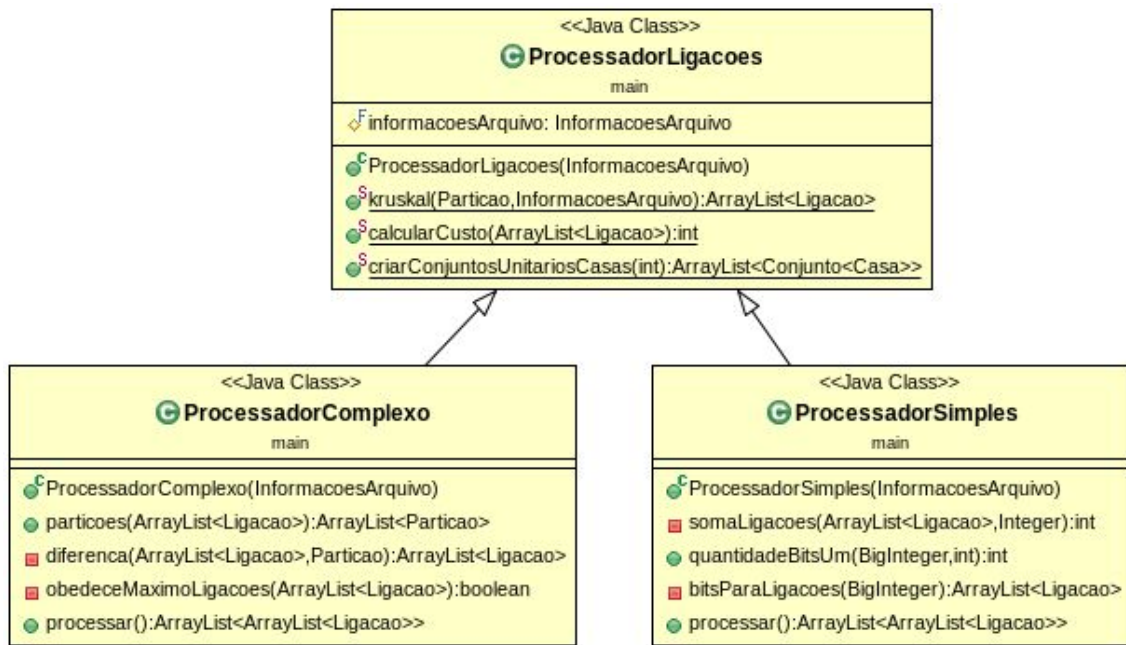 <<Java Class>>
ProcessadorLigacoes
main
informacoesArquivo: InformacoesArquivo
ProcessadorLigacoes(InformacoesArquivo)
kruskal(Particao,InformacoesArquivo):ArrayList<Ligacao>
calcularCusto(ArrayList<Ligacao>):int
criarConjuntosUnitariosCasas(int):ArrayList<Conjunto<Casa>>
<<Java Class>>
ProcessadorComplexo
main
ProcessadorComplexo(InformacoesArquivo)
particoes(ArrayList<Ligacao>):ArrayList<Particao>
diferenca(ArrayList<Ligacao>,Particao):ArrayList<Ligacao>
obedeceMaximoLigacoes(ArrayList<Ligacao>):boolean
processar():ArrayList<ArrayList<Ligacao>>
<<Java Class>>
ProcessadorSimples
main
ProcessadorSimples(InformacoesArquivo)
somaLigacoes(ArrayList<Ligacao>,Integer):int
quantidadeBitsUm(BigInteger,int):int
bitsParaLigacoes(BigInteger):ArrayList<Ligacao>
processar():ArrayList<ArrayList<Ligacao>>